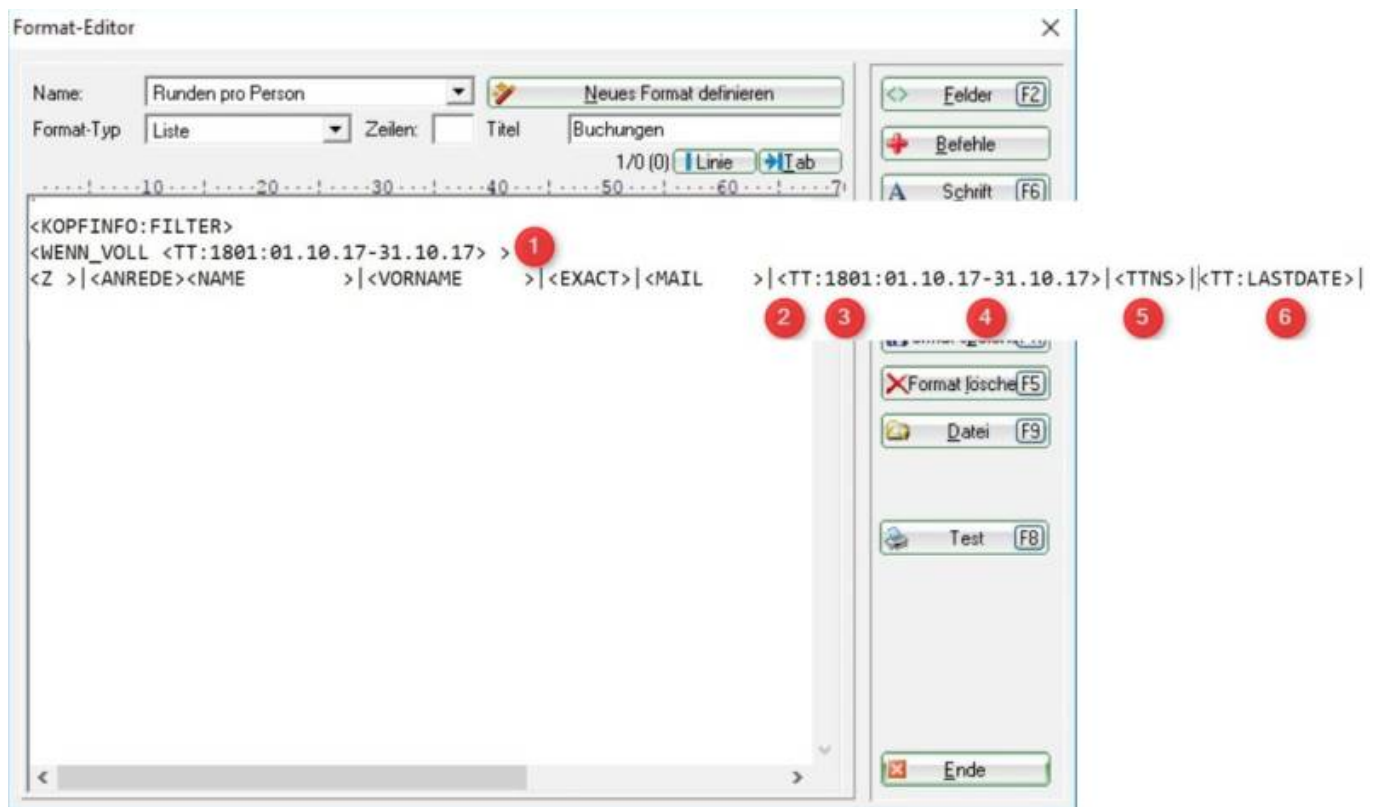 Format-Editor
Name: Runden pro Person Neues Format definieren
Format-Typ Liste Zeilen: Titel Buchungen
1/0 (0) Linie Tab
10 20 30 40 50 60 7
<KOPFINFO:FILTER>
<WENN_VOLL <TT:1801:01.10.17-31.10.17> > 1
<Z >|<ANREDE><NAME >|<VORNAME >|<EXACT>|<MAIL >|<TT:1801:01.10.17-31.10.17>|<TTNS>|<TT:LASTDATE>|
2 3 4 5 6
Felder F2
Befehle
Schrift F6
Format lösche F5
Datei F9
Test F8
Ende